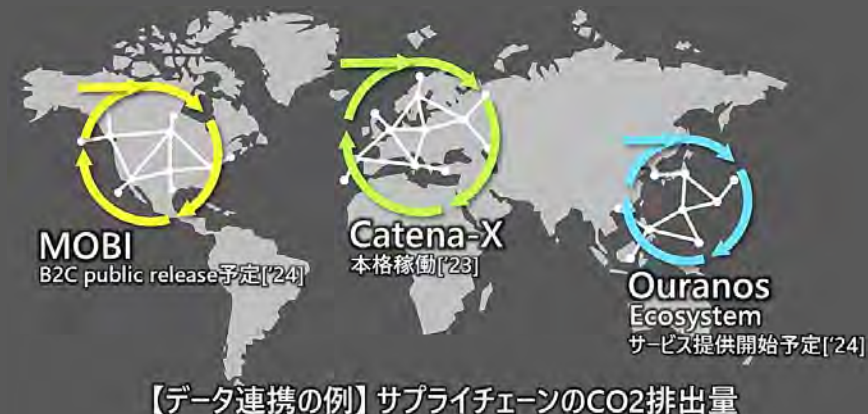 MOBI
B2C public release予定['24]
Catena-X
本格稼働['23]
Ouranos
Ecosystem
サービス提供開始予定['24]
【データ連携の例】サプライチェーンのCO2排出量